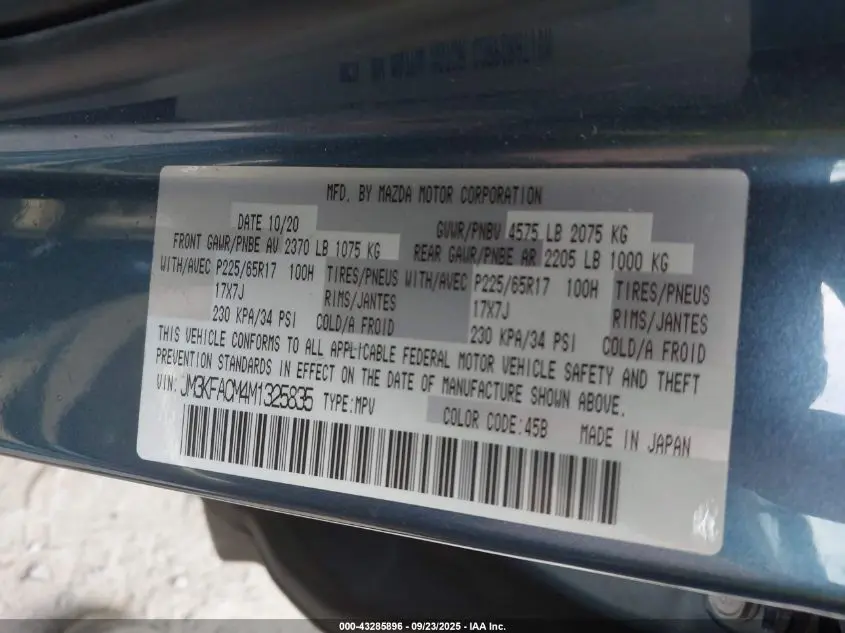 MFD. BY MAZDA MOTOR CORPORATION
DATE 10/20 GVWR/PNBV 4575 LB 2075 KG
FRONT GAWR/PNBE AV 2370 LB 1075 KG REAR GAWR/PNBE AR 2205 LB 1000 KG
WITH/AVEC P225/65R17 100H TIRES/PNEUS WITH/AVEC P225/65R17 100H TIRES/PNEUS
17X7J RIMS/JANTES 17X7J RIMS/JANTES
230 KPA/34 PSI COLD/A FROID 230 KPA/34 PSI COLD/A FROID
THIS VEHICLE CONFORMS TO ALL APPLICABLE FEDERAL MOTOR VEHICLE SAFETY AND THEFT
PREVENTION STANDARDS IN EFFECT ON THE DATE OF MANUFACTURE SHOWN ABOVE.
VIN: JM3KFACM4M1325835 TYPE:MPV COLOR CODE:45B MADE IN JAPAN
000-43285896 - 09/23/2025 - IAA Inc.